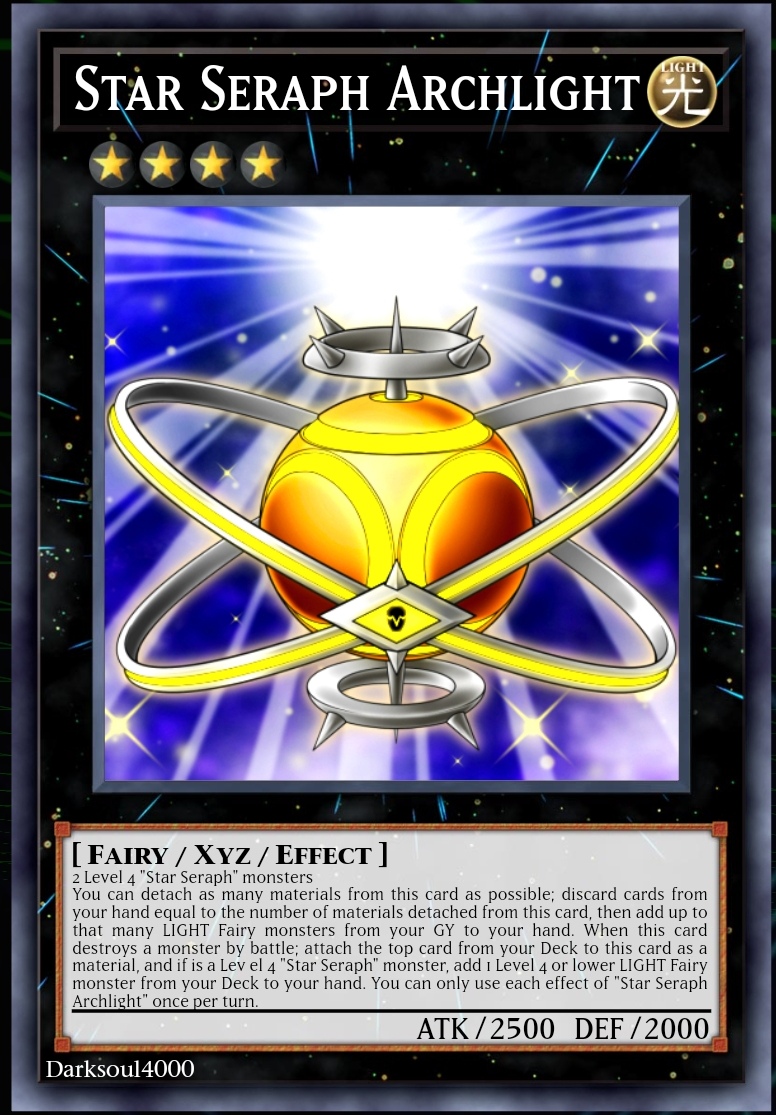 STAR SERAPH ARCHLIGHT
LIGHT
光
[ FAIRY / XYZ / EFFECT ]
2 Level 4 "Star Seraph" monsters
You can detach as many materials from this card as possible; discard cards from
your hand equal to the number of materials detached from this card, then add up to
that many LIGHT Fairy monsters from your GY to your hand. When this card
destroys a monster by battle; attach the top card from your Deck to this card as a
material, and if is a Lev el 4 "Star Seraph" monster, add 1 Level 4 or lower LIGHT Fairy
monster from your Deck to your hand. You can only use each effect of "Star Seraph
Archlight" once per turn.
ATK/2500 DEF/2000
Darksoul4000